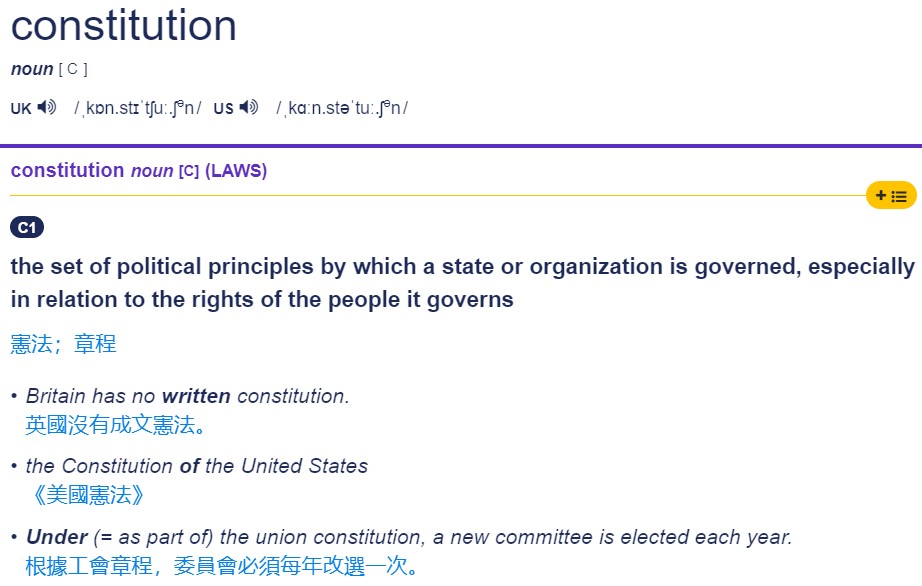 constitution
noun [ C ]
UK /ˌkɒn.stɪˈtʃuː.ʃᵊn/ US /ˌkɑːn.stəˈtuː.ʃᵊn/
constitution noun [C] (LAWS)
+
C1
the set of political principles by which a state or organization is governed, especially
in relation to the rights of the people it governs
憲法；章程
• Britain has no written constitution.
英國沒有成文憲法。
• the Constitution of the United States
《美國憲法》
• Under (= as part of) the union constitution, a new committee is elected each year.
根據工會章程，委員會必須每年改選一次。